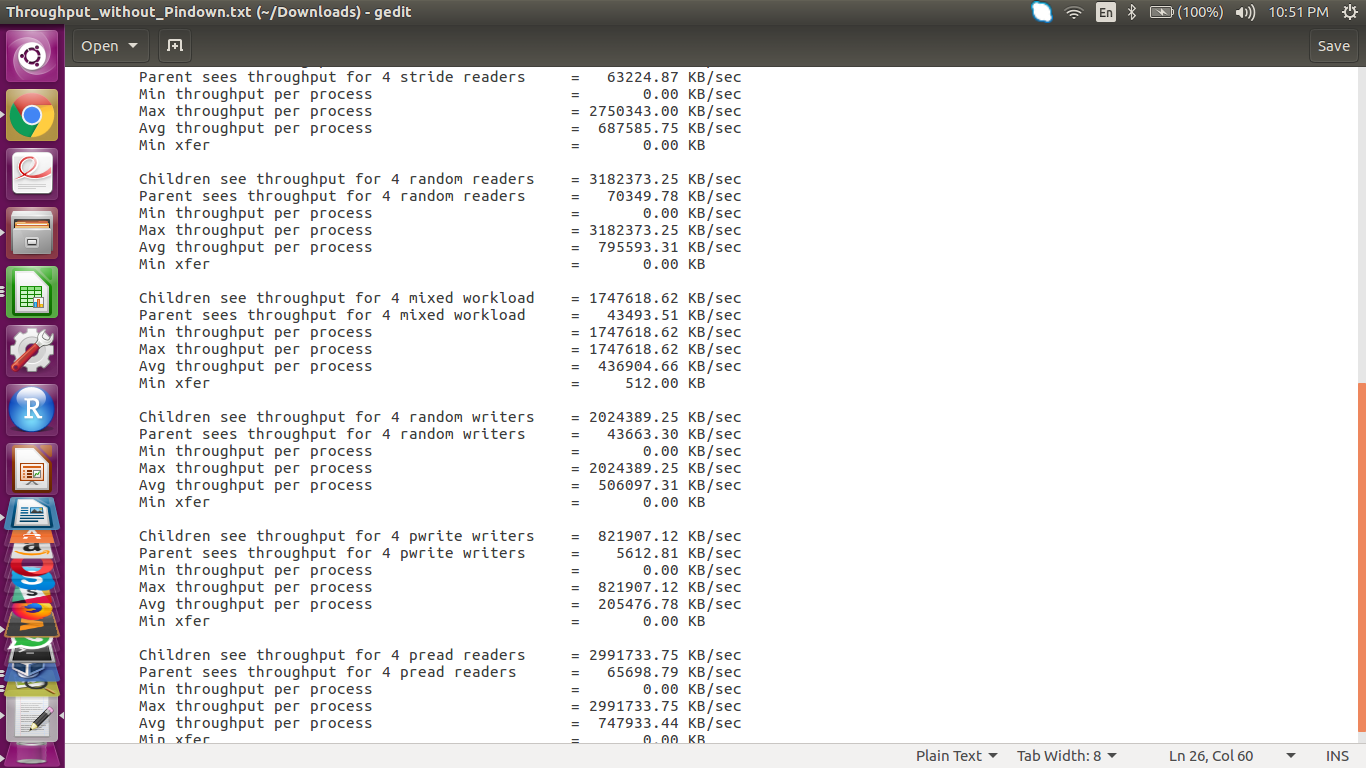 Throughput_without_Pindown.txt (~/Downloads) - gedit
En
(100%)
10:51 PM
Open
Save
Parent sees throughput for 4 stride readers = 63224.87 KB/sec
Min throughput per process = 0.00 KB/sec
Max throughput per process = 2750343.00 KB/sec
Avg throughput per process = 687585.75 KB/sec
Min xfer = 0.00 KB
Children see throughput for 4 random readers = 3182373.25 KB/sec
Parent sees throughput for 4 random readers = 70349.78 KB/sec
Min throughput per process = 0.00 KB/sec
Max throughput per process = 3182373.25 KB/sec
Avg throughput per process = 795593.31 KB/sec
Min xfer = 0.00 KB
Children see throughput for 4 mixed workload = 1747618.62 KB/sec
Parent sees throughput for 4 mixed workload = 43493.51 KB/sec
Min throughput per process = 1747618.62 KB/sec
Max throughput per process = 1747618.62 KB/sec
Avg throughput per process = 436904.66 KB/sec
Min xfer = 512.00 KB
Children see throughput for 4 random writers = 2024389.25 KB/sec
Parent sees throughput for 4 random writers = 43663.30 KB/sec
Min throughput per process = 0.00 KB/sec
Max throughput per process = 2024389.25 KB/sec
Avg throughput per process = 506097.31 KB/sec
Min xfer = 0.00 KB
Children see throughput for 4 pwrite writers = 821907.12 KB/sec
Parent sees throughput for 4 pwrite writers = 5612.81 KB/sec
Min throughput per process = 0.00 KB/sec
Max throughput per process = 821907.12 KB/sec
Avg throughput per process = 205476.78 KB/sec
Min xfer = 0.00 KB
Children see throughput for 4 pread readers = 2991733.75 KB/sec
Parent sees throughput for 4 pread readers = 65698.79 KB/sec
Min throughput per process = 0.00 KB/sec
Max throughput per process = 2991733.75 KB/sec
Avg throughput per process = 747933.44 KB/sec
Min xfer = 0.00 KB
Plain Text
Tab Width: 8
Ln 26, Col 60
INS
R
a